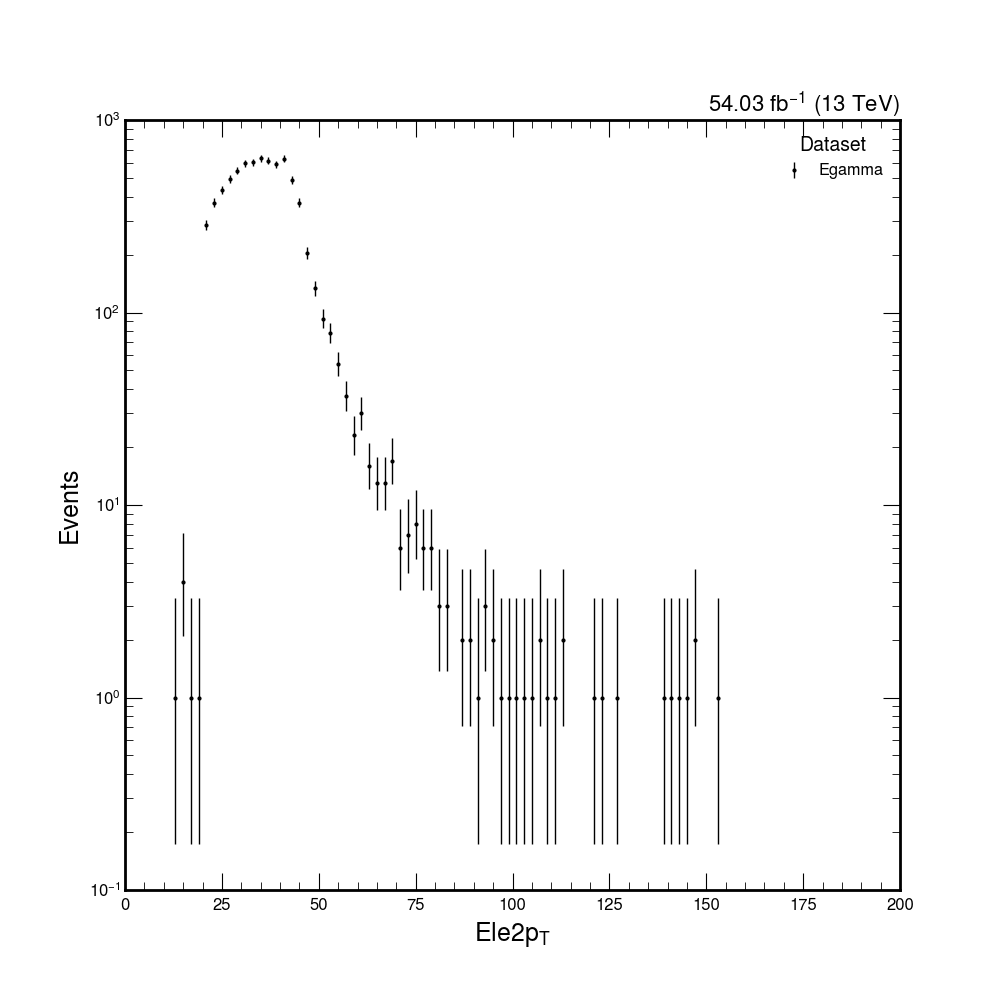 54.03 fb⁻¹ (13 TeV)
Dataset
Egamma
Events
10³
10²
10¹
10⁰
10⁻¹
0 25 50 75 100 125 150 175 200
Ele2p_T